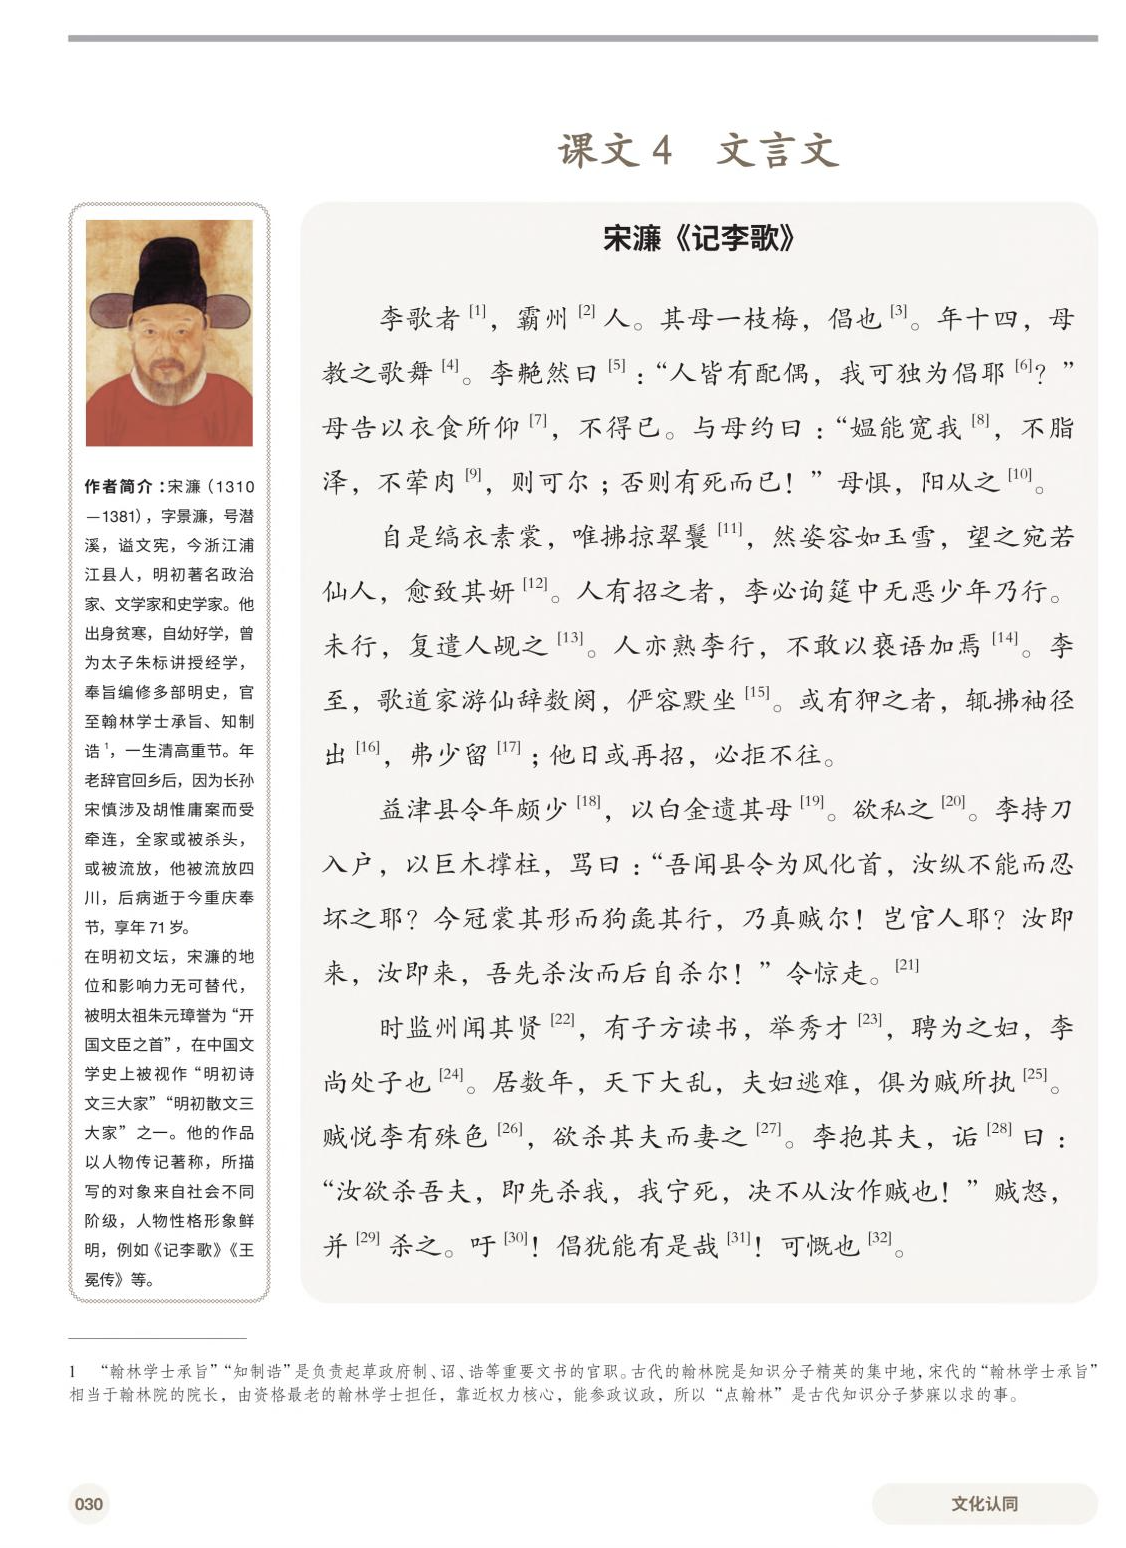 课文 4 文言文
作者简介：宋濂（1310
—1381），字景濂，号潜
溪，谥文宪，今浙江浦
江县人，明初著名政治
家、文学家和史学家。他
出身贫寒，自幼好学，曾
为太子朱标讲授经学，
奉旨编修多部明史，官
至翰林学士承旨、知制
诰1，一生清高重节。年
老辞官回乡后，因为长孙
宋慎涉及胡惟庸案而受
牵连，全家或被杀头，
或被流放，他被流放四
川，后病逝于今重庆奉
节，享年 71 岁。
在明初文坛，宋濂的地
位和影响力无可替代，
被明太祖朱元璋誉为“开
国文臣之首”，在中国文
学史上被视作“明初诗
文三大家”“明初散文三
大家”之一。他的作品
以人物传记著称，所描
写的对象来自社会不同
阶级，人物性格形象鲜
明，例如《记李歌》《王
冕传》等。
宋濂《记李歌》
李歌者 [1]，霸州 [2] 人。其母一枝梅，倡也 [3]。年十四，母
教之歌舞 [4]。李艴然曰 [5]：“人皆有配偶，我可独为倡耶 [6]？”
母告以衣食所仰 [7]，不得已。与母约曰：“媪能宽我 [8]，不脂
泽，不荤肉 [9]，则可尔；否则有死而已！”母惧，阳从之 [10]。
自是缟衣素裳，唯拂掠翠鬟 [11]，然姿容如玉雪，望之宛若
仙人，愈致其妍 [12]。人有招之者，李必询筵中无恶少年乃行。
未行，复遣人觇之 [13]。人亦熟李行，不敢以亵语加焉 [14]。李
至，歌道家游仙辞数阕，俨容默坐 [15]。或有狎之者，辄拂袖径
出 [16]，弗少留 [17]；他日或再招，必拒不往。
益津县令年颇少 [18]，以白金遗其母 [19]。欲私之 [20]。李持刀
入户，以巨木撑柱，骂曰：“吾闻县令为风化首，汝纵不能而忍
坏之耶？今冠裳其形而狗彘其行，乃真贼尔！岂官人耶？汝即
来，汝即来，吾先杀汝而后自杀尔！”令惊走。[21]
时监州闻其贤 [22]，有子方读书，举秀才 [23]，聘为之妇，李
尚处子也 [24]。居数年，天下大乱，夫妇逃难，俱为贼所执 [25]。
贼悦李有殊色 [26]，欲杀其夫而妻之 [27]。李抱其夫，诟 [28] 曰：
“汝欲杀吾夫，即先杀我，我宁死，决不从汝作贼也！”贼怒，
并 [29] 杀之。吁 [30]！倡犹能有是哉 [31]！可慨也 [32]。
1 “翰林学士承旨”“知制诰”是负责起草政府制、诏、诰等重要文书的官职。古代的翰林院是知识分子精英的集中地，宋代的“翰林学士承旨”
相当于翰林院的院长，由资格最老的翰林学士担任，靠近权力核心，能参政议政，所以“点翰林”是古代知识分子梦寐以求的事。
030
文化认同